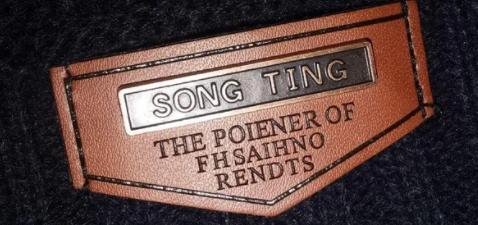 SONG TING
THE POIENER OF
FHSAIHNO
RENDTS